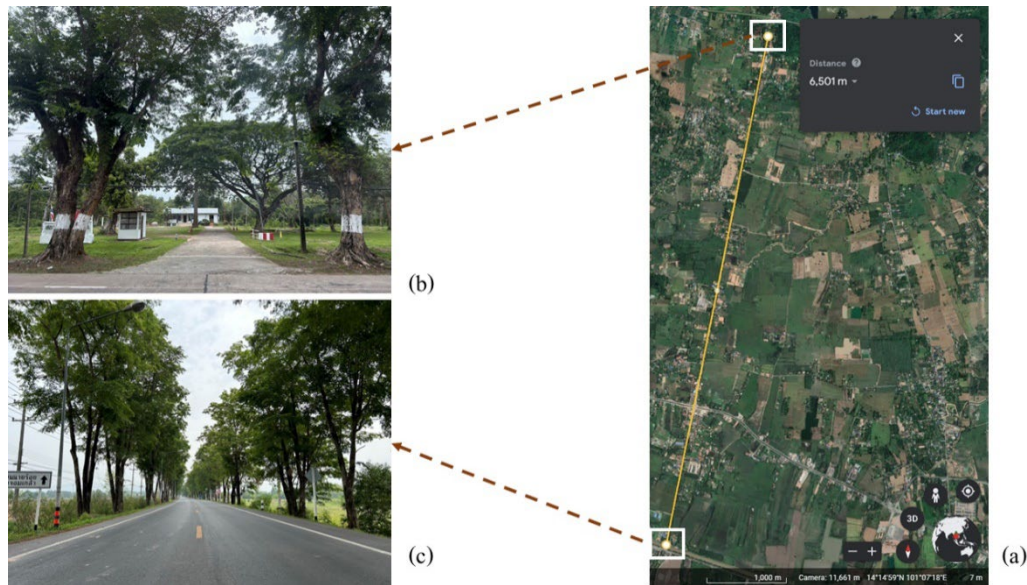 Distance
6,501 m
Start new
(b)
(c)
3D
(a)
1,000 m
Camera: 11,661 m 14°14'59"N 101°07'18"E
7 m